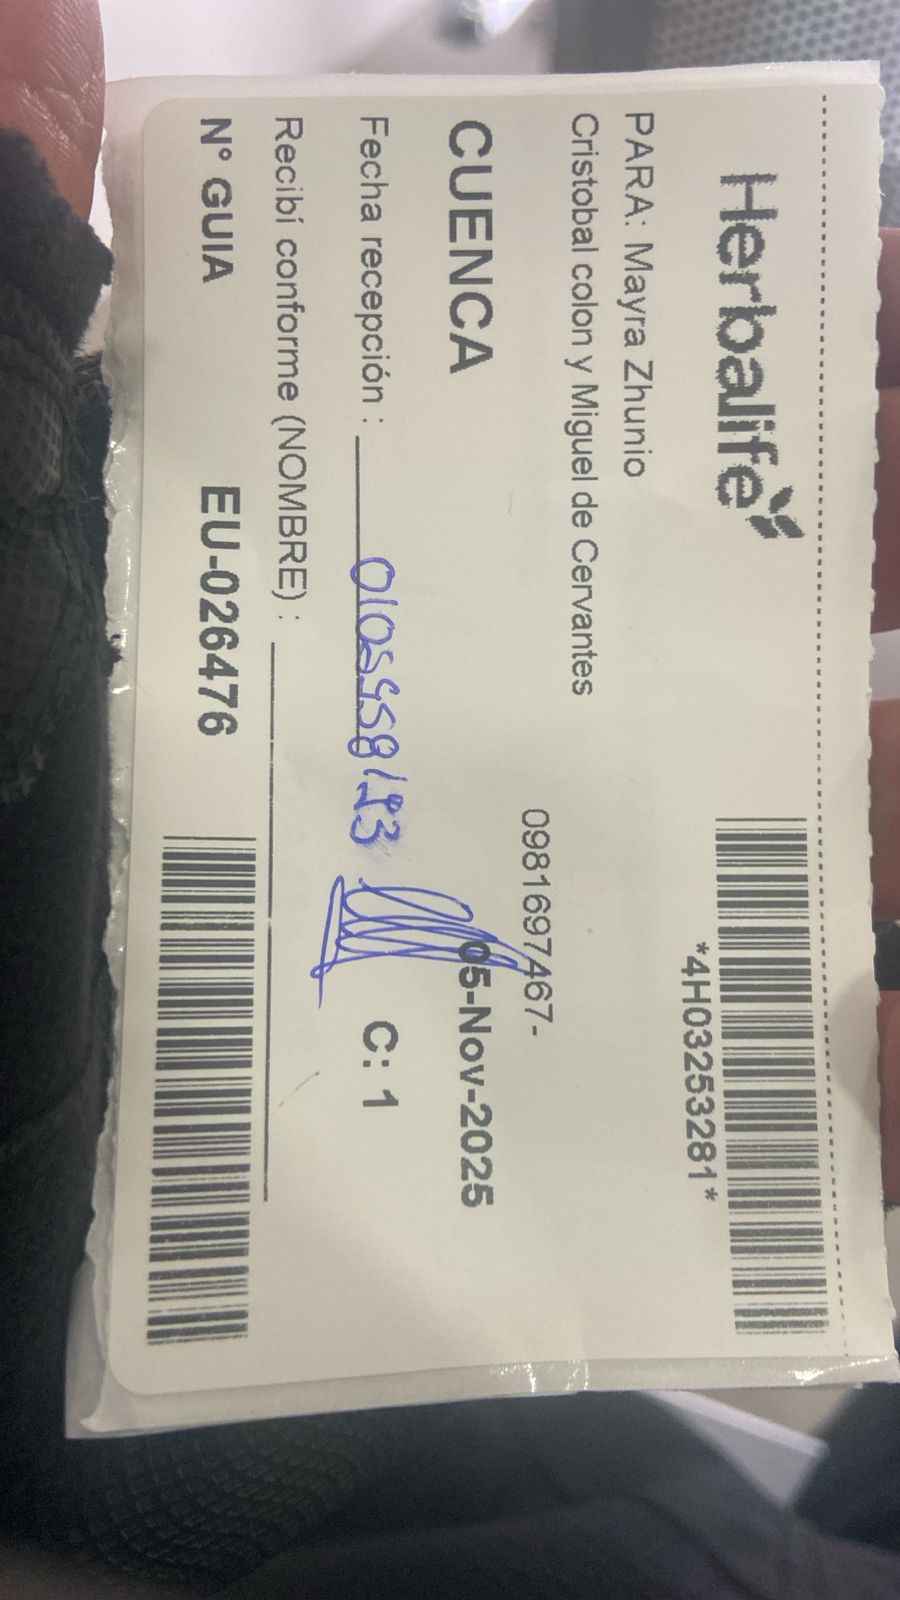 Herbalife
*4H03253281*
PARA: Mayra Zhunio
Cristobal colon y Miguel de Cervantes
0981697467-
CUENCA 05-Nov-2025
Fecha recepción : C: 1
Recibí conforme (NOMBRE) :
N° GUIA EU-026476